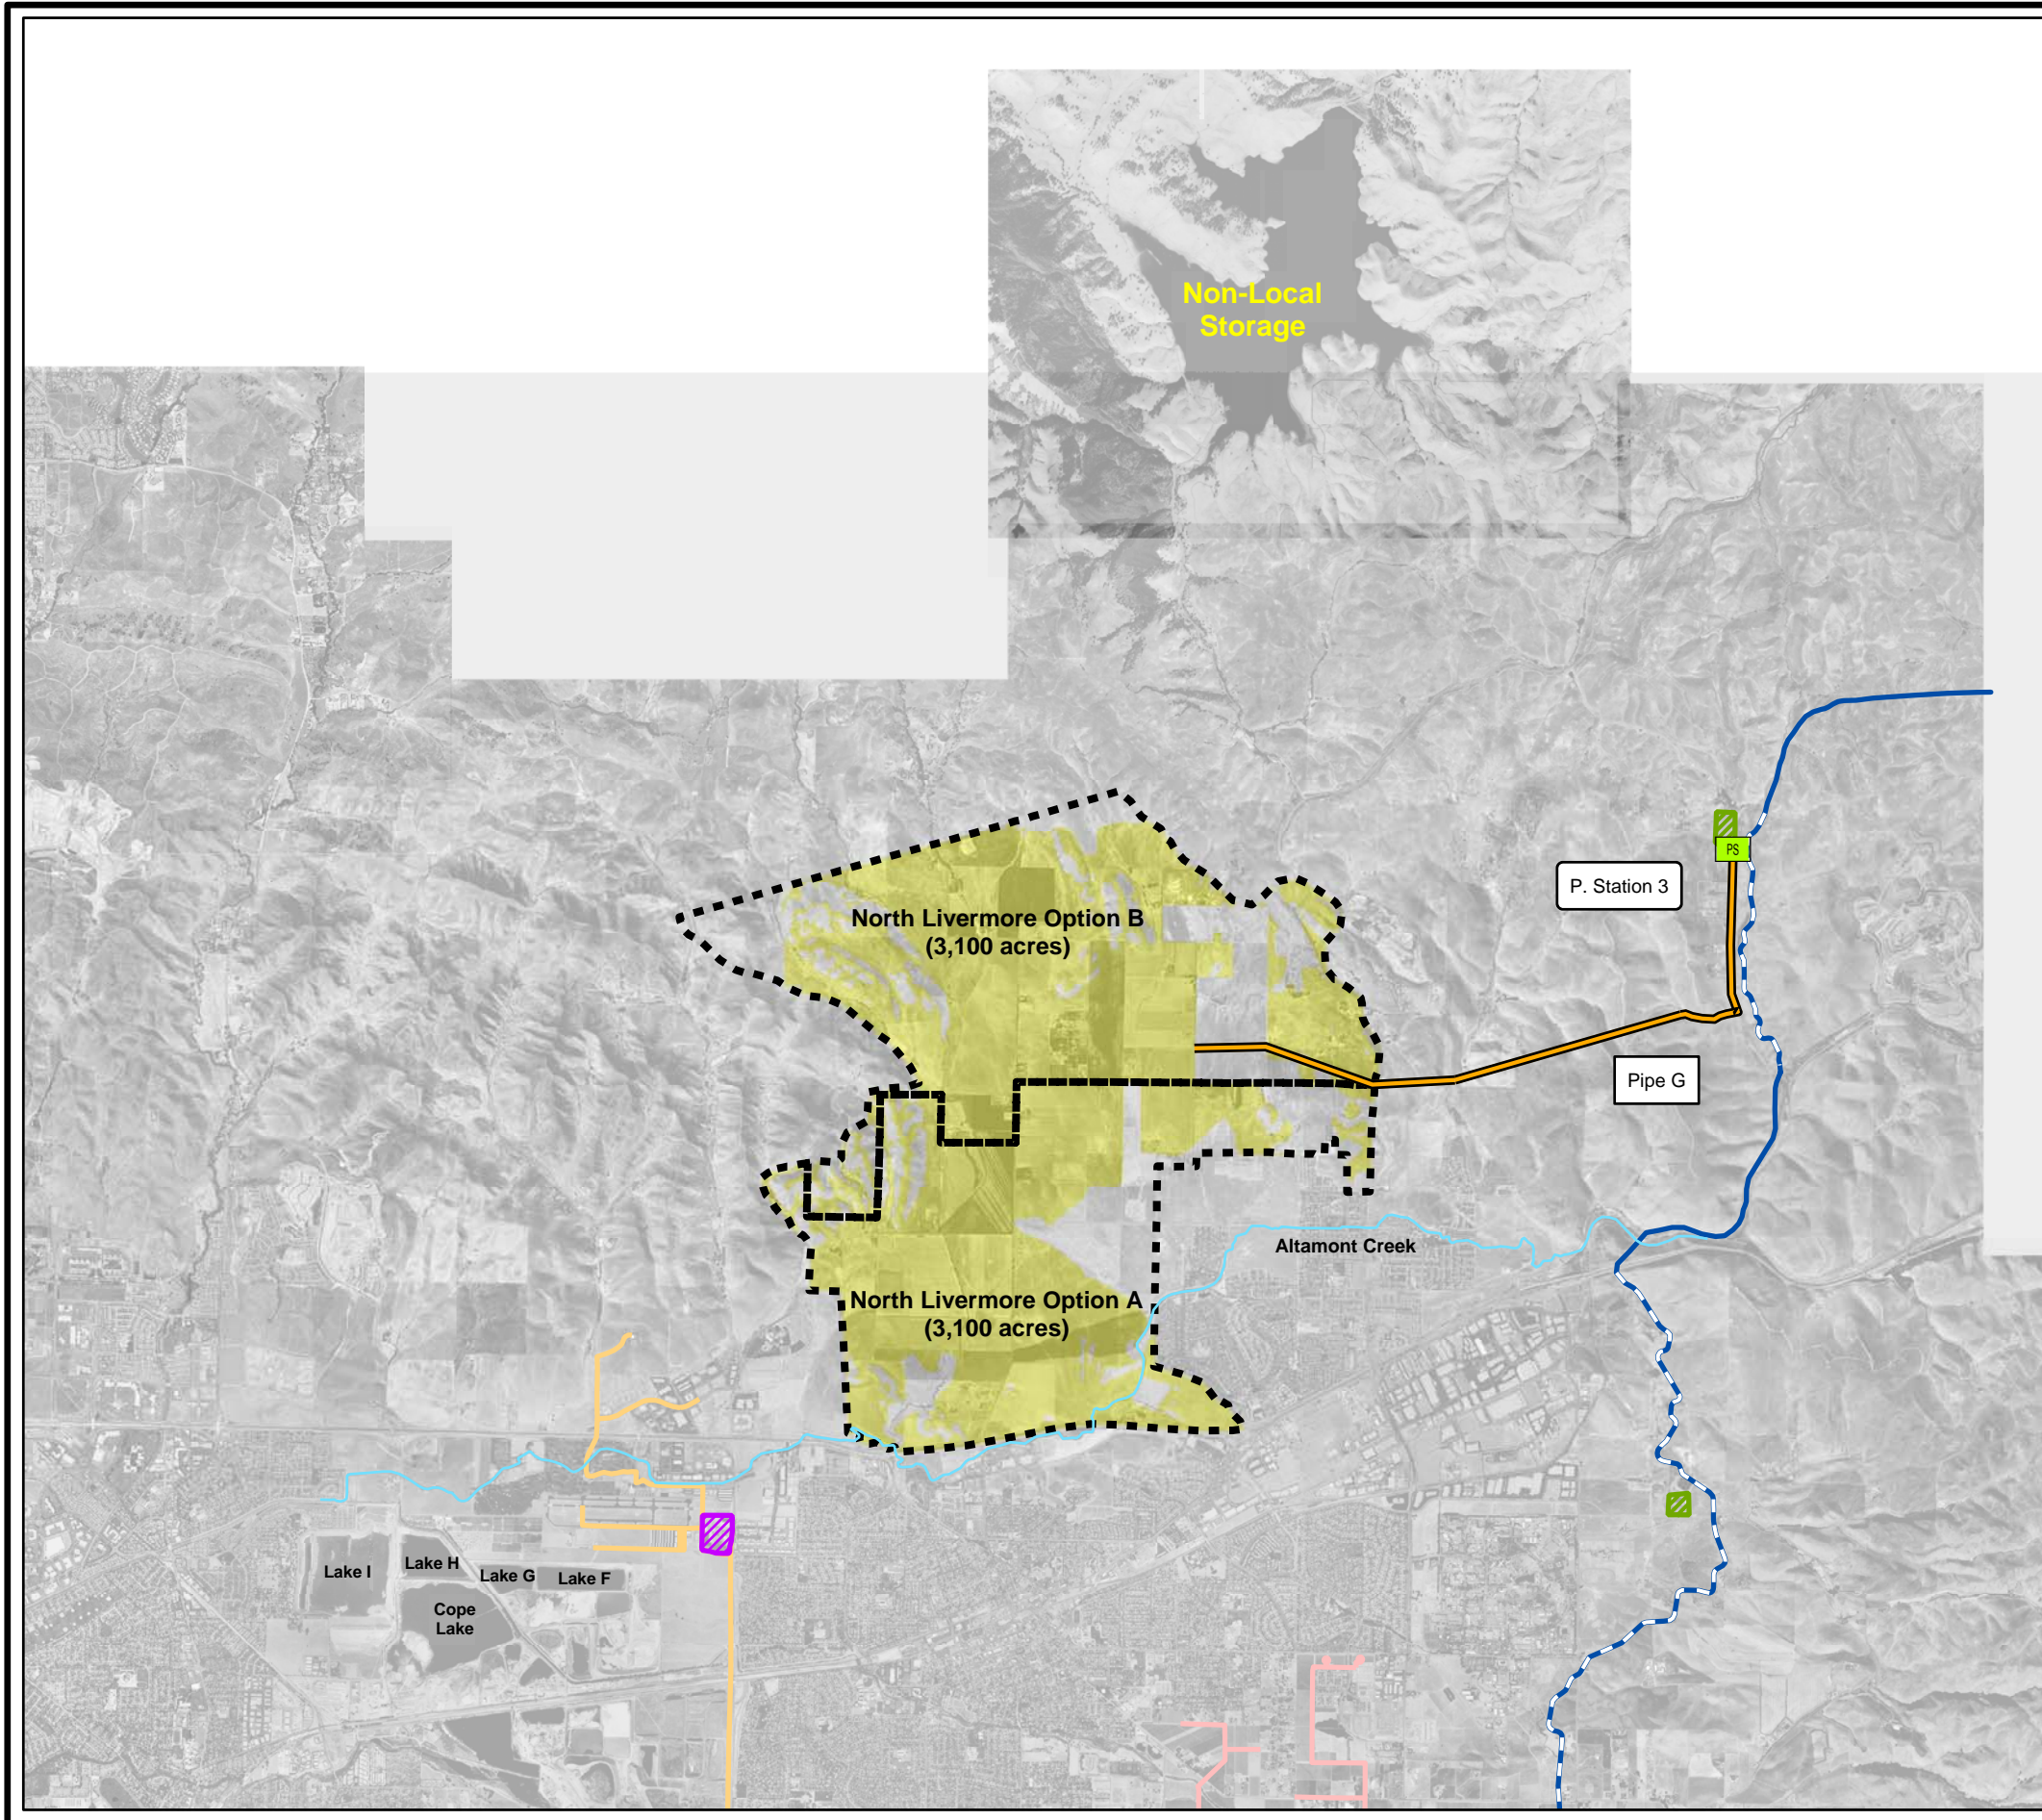 Non-Local
Storage
PS
P. Station 3
North Livermore Option B
(3,100 acres)
Pipe G
Altamont Creek
North Livermore Option A
(3,100 acres)
Lake I
Lake H
Lake G
Lake F
Cope
Lake